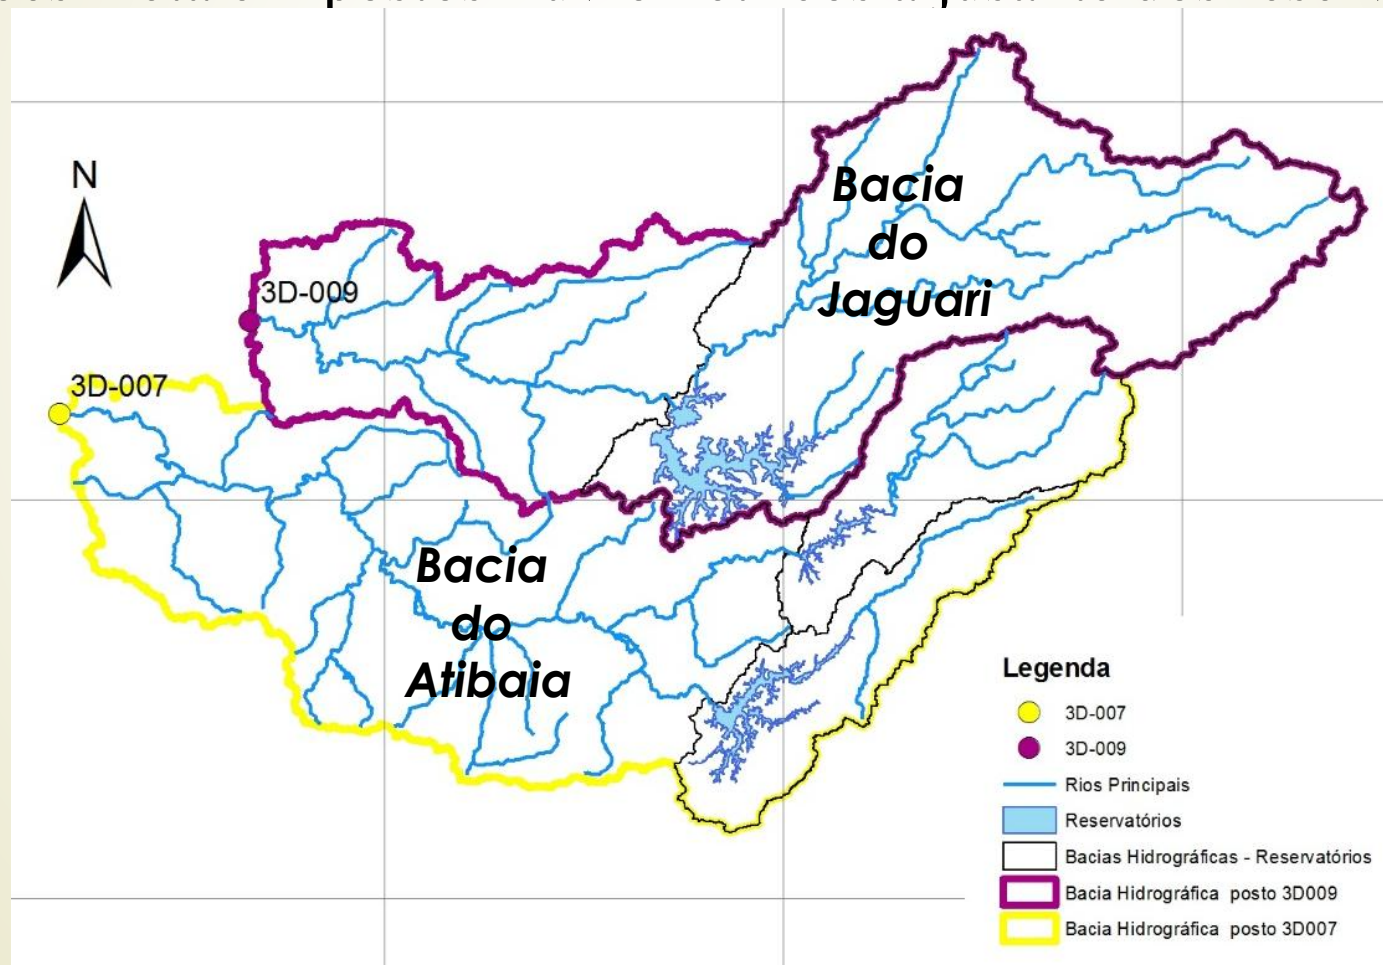 N
Bacia
do
Jaguari
3D-009
3D-007
Bacia
do
Atibaia
Legenda
3D-007
3D-009
Rios Principais
Reservatórios
Bacias Hidrográficas - Reservatórios
Bacia Hidrográfica posto 3D009
Bacia Hidrográfica posto 3D007